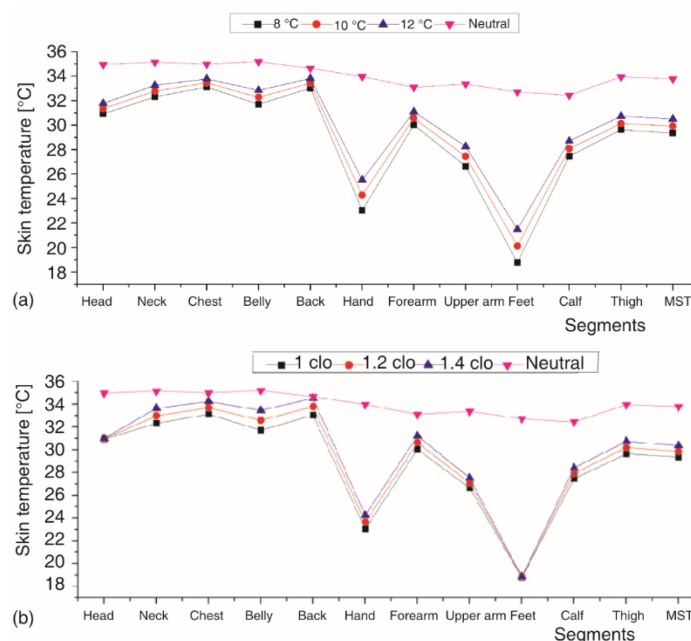 8 °C 10 °C 12 °C Neutral
Skin temperature [°C]
36
34
32
30
28
26
24
22
20
18
(a)
Head Neck Chest Belly Back Hand Forearm Upper arm Feet Calf Thigh MST
Segments
1 clo 1.2 clo 1.4 clo Neutral
Skin temperature [°C]
36
34
32
30
28
26
24
22
20
18
(b)
Head Neck Chest Belly Back Hand Forearm Upper arm Feet Calf Thigh MST
Segments